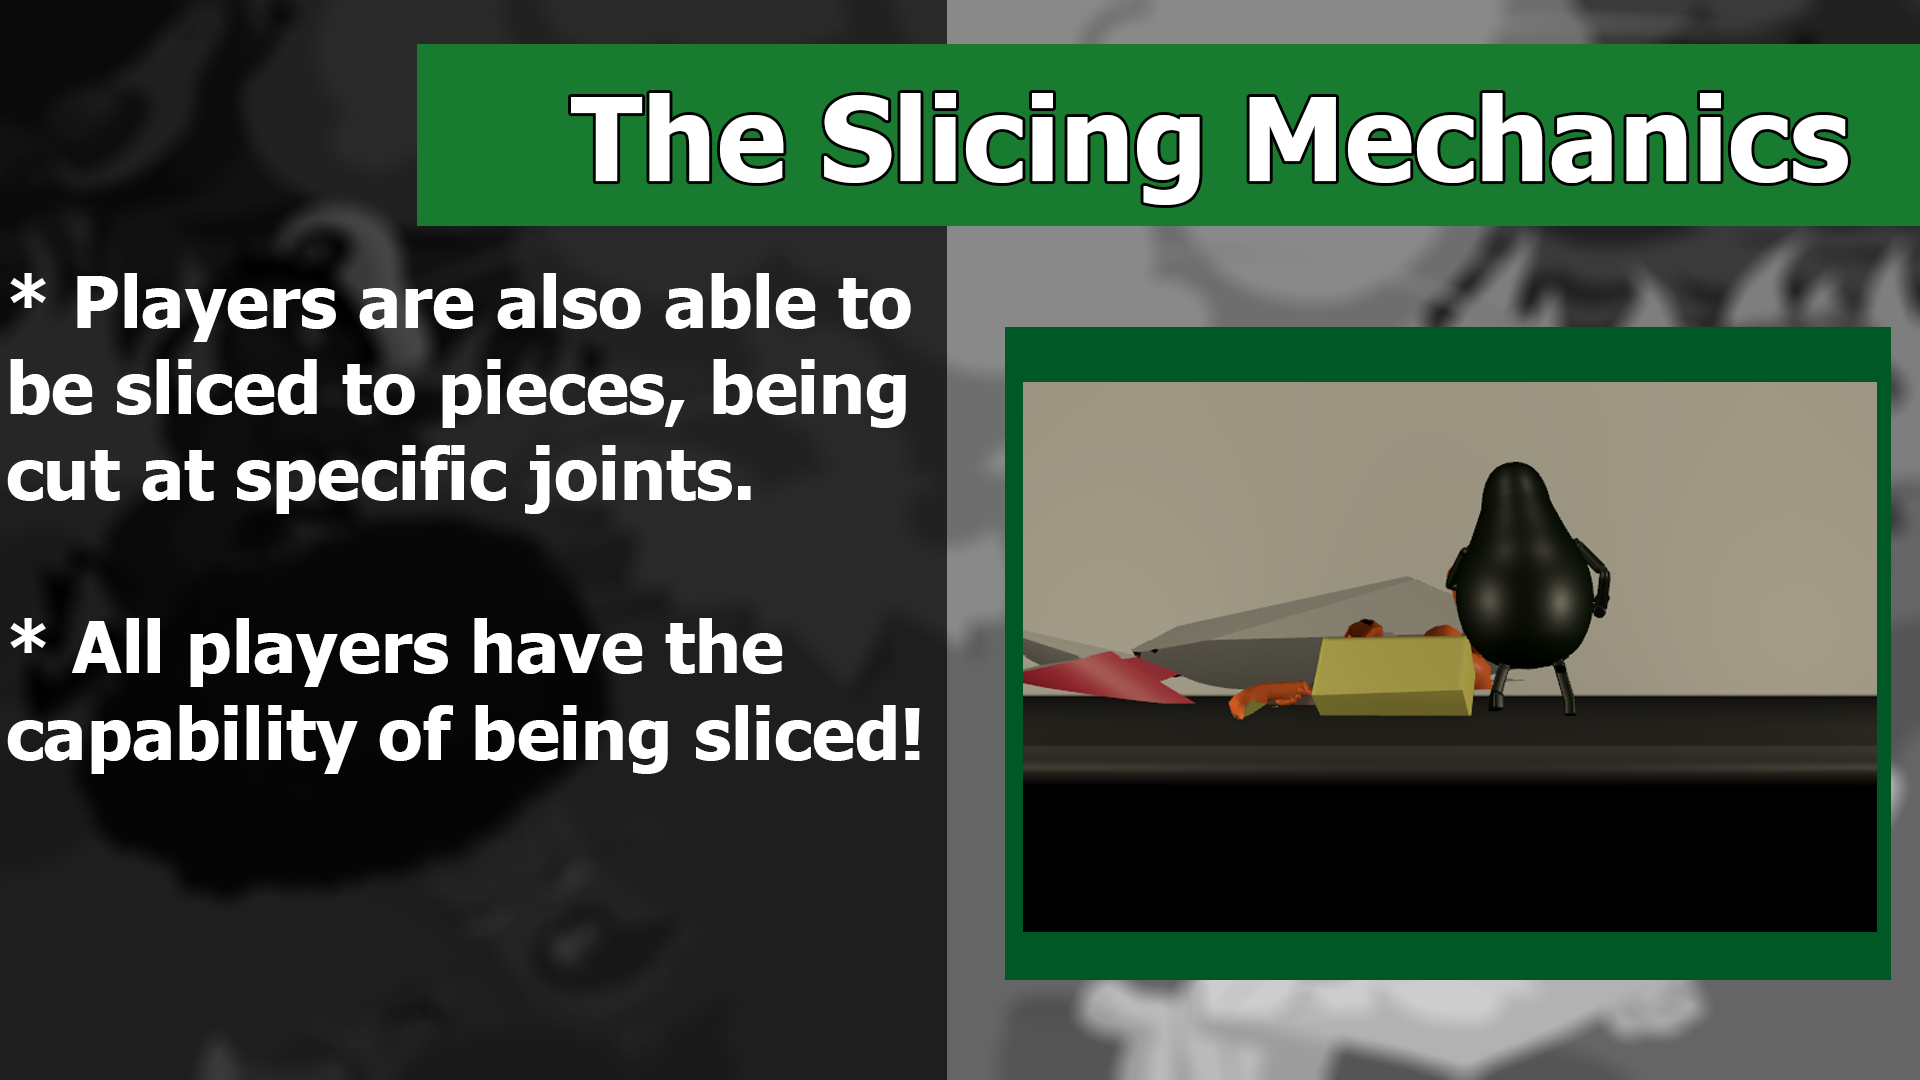 The Slicing Mechanics
* Players are also able to
be sliced to pieces, being
cut at specific joints.
* All players have the
capability of being sliced!